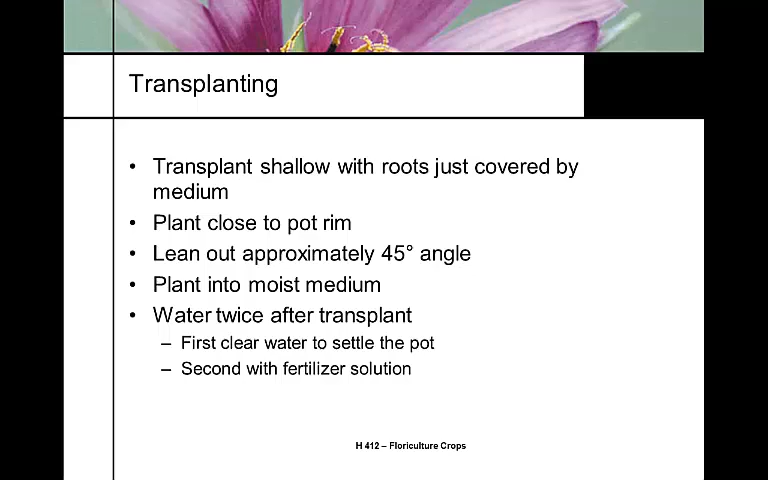 Transplanting
• Transplant shallow with roots just covered by
medium
• Plant close to pot rim
• Lean out approximately 45° angle
• Plant into moist medium
• Water twice after transplant
– First clear water to settle the pot
– Second with fertilizer solution
H 412 – Floriculture Crops